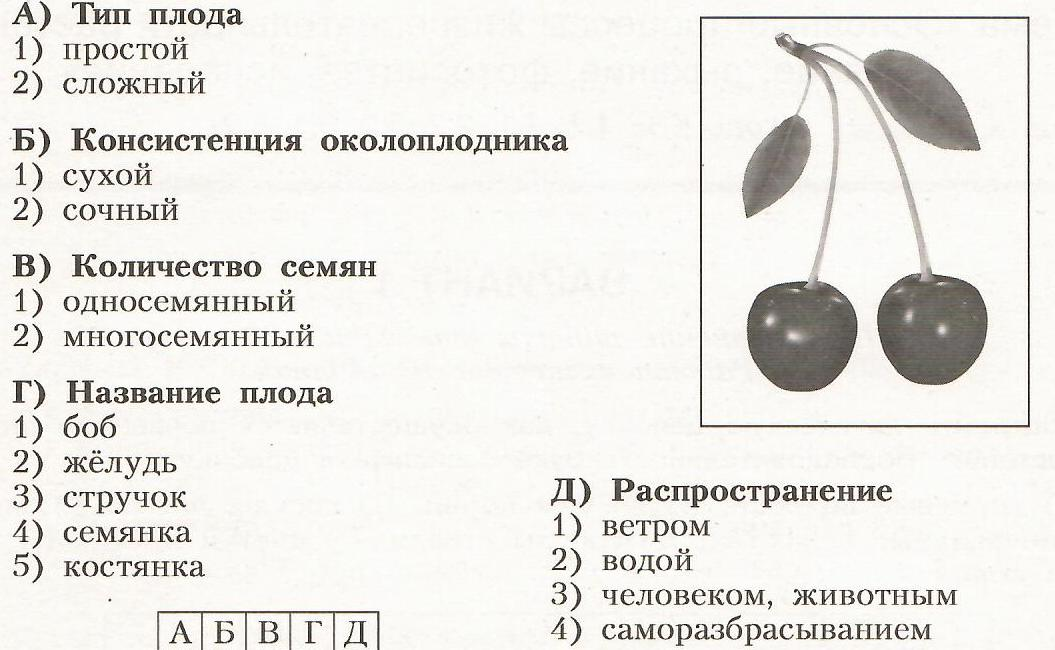 А) Тип плода
1) простой
2) сложный
Б) Консистенция околоплодника
1) сухой
2) сочный
В) Количество семян
1) односемянный
2) многосемянный
Г) Название плода
1) боб
2) жёлудь
3) стручок
4) семянка
5) костянка
Д) Распространение
1) ветром
2) водой
3) человеком, животным
4) саморазбрасыванием
А Б В Г Д